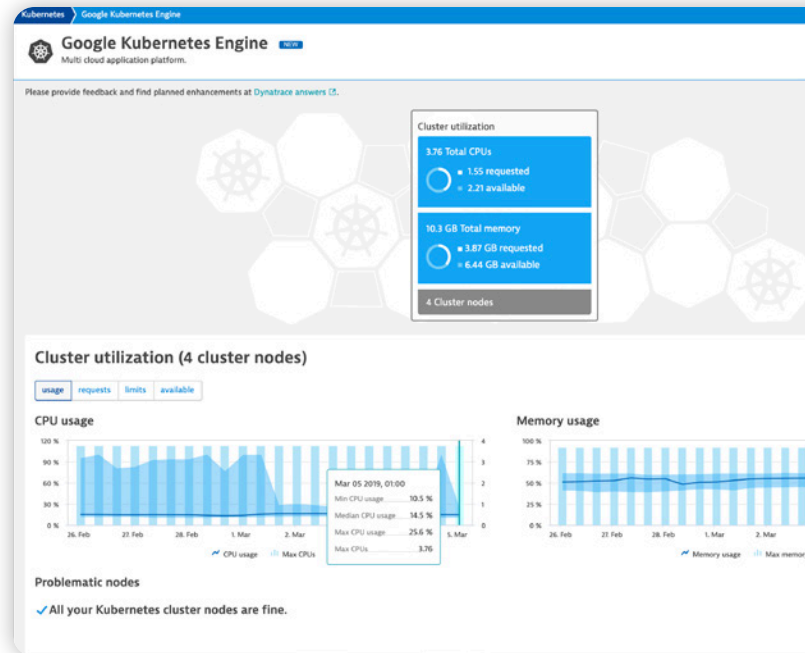 Kubernetes Google Kubernetes Engine
Google Kubernetes Engine NEW
Multi cloud application platform.
Please provide feedback and find planned enhancements at Dynatrace answers.
Cluster utilization
3.76 Total CPUs
1.55 requested
2.21 available
10.3 GB Total memory
3.87 GB requested
6.44 GB available
4 Cluster nodes
Cluster utilization (4 cluster nodes)
usage requests limits available
CPU usage
120 %
90 %
60 %
30 %
0 %
4
3
2
1
0
26. Feb 27. Feb 28. Feb 1. Mar 2. Mar 5. Mar
CPU usage Max CPUs
Mar 05 2019, 01:00
Min CPU usage 10.5 %
Median CPU usage 14.5 %
Max CPU usage 25.6 %
Max CPUs 3.76
Memory usage
100 %
75 %
50 %
25 %
0 %
26. Feb 27. Feb 28. Feb 1. Mar 2. Mar
Memory usage Max memor
Problematic nodes
All your Kubernetes cluster nodes are fine.